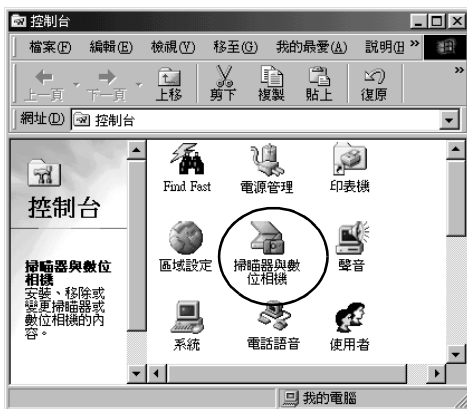 控制台
檔案(F) 編輯(E) 檢視(V) 移至(G) 我的最愛(A) 說明(H »
上一頁 下一頁 上移 剪下 複製 貼上 復原 »
網址(D) 控制台
控制台
掃瞄器與數位
相機
安裝、移除或
變更掃瞄器或
數位相機的內
容。
Find Fast 電源管理 印表機
區域設定 掃瞄器與數
位相機 聲音
系統 電話語音 使用者
我的電腦